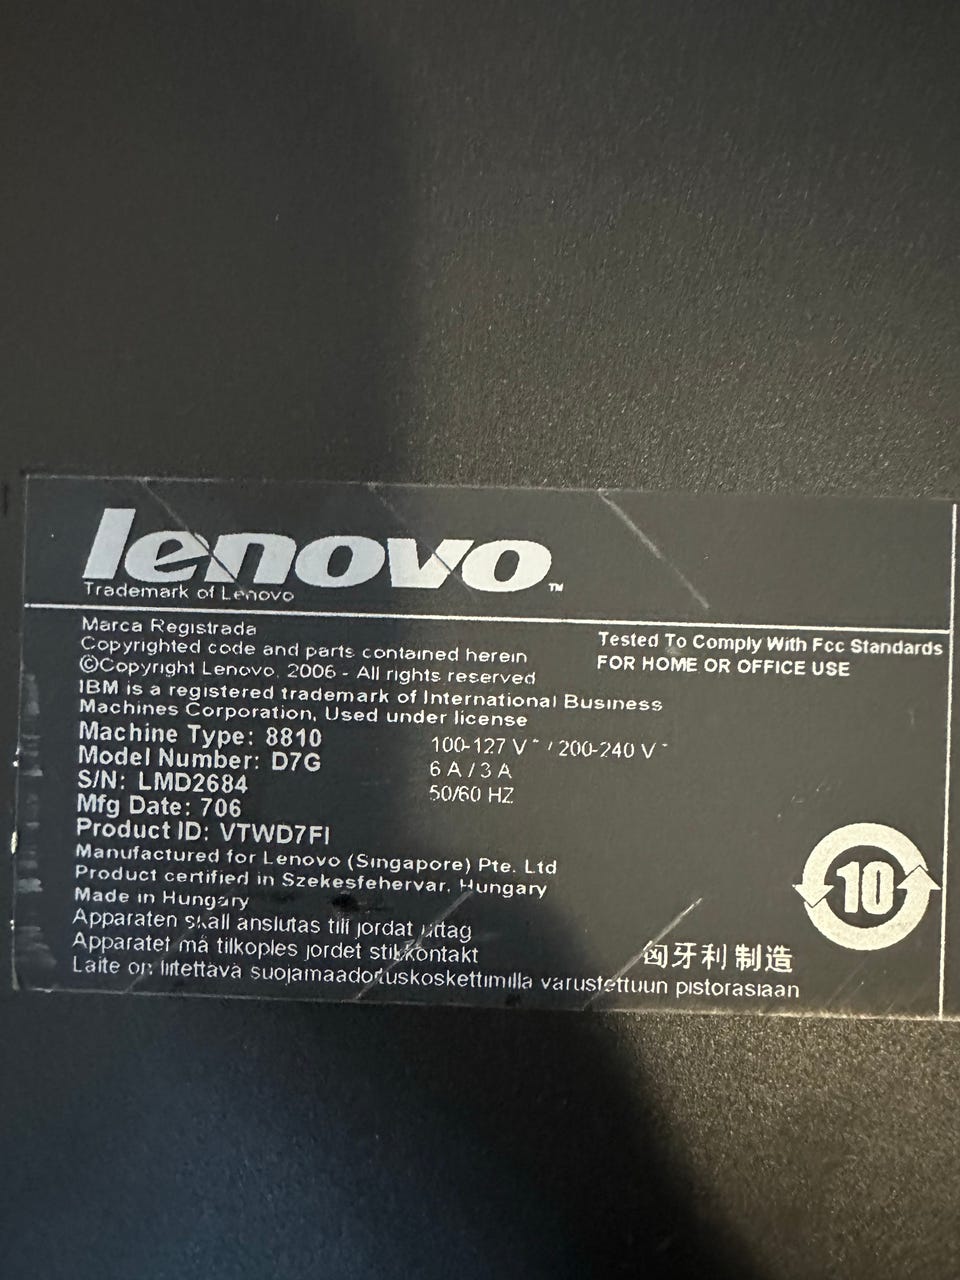 lenovo™
Trademark of Lenovo
Marca Registrada
Copyrighted code and parts contained herein
©Copyright Lenovo, 2006 - All rights reserved
IBM is a registered trademark of International Business
Machines Corporation, Used under license
Tested To Comply With Fcc Standards
FOR HOME OR OFFICE USE
Machine Type: 8810
Model Number: D7G
S/N: LMD2684
Mfg Date: 706
Product ID: VTWD7FI
100-127 V~ / 200-240 V~
6 A / 3 A
50/60 HZ
Manufactured for Lenovo (Singapore) Pte. Ltd
Product certified in Szekesfehervar, Hungary
Made in Hungary
Apparaten skall anslutas till jordat uttag
Apparatet må tilkoples jordet stikkontakt
Laite on liitettävä suojamaadoituskoskettimilla varustettuun pistorasiaan
匈牙利制造
10